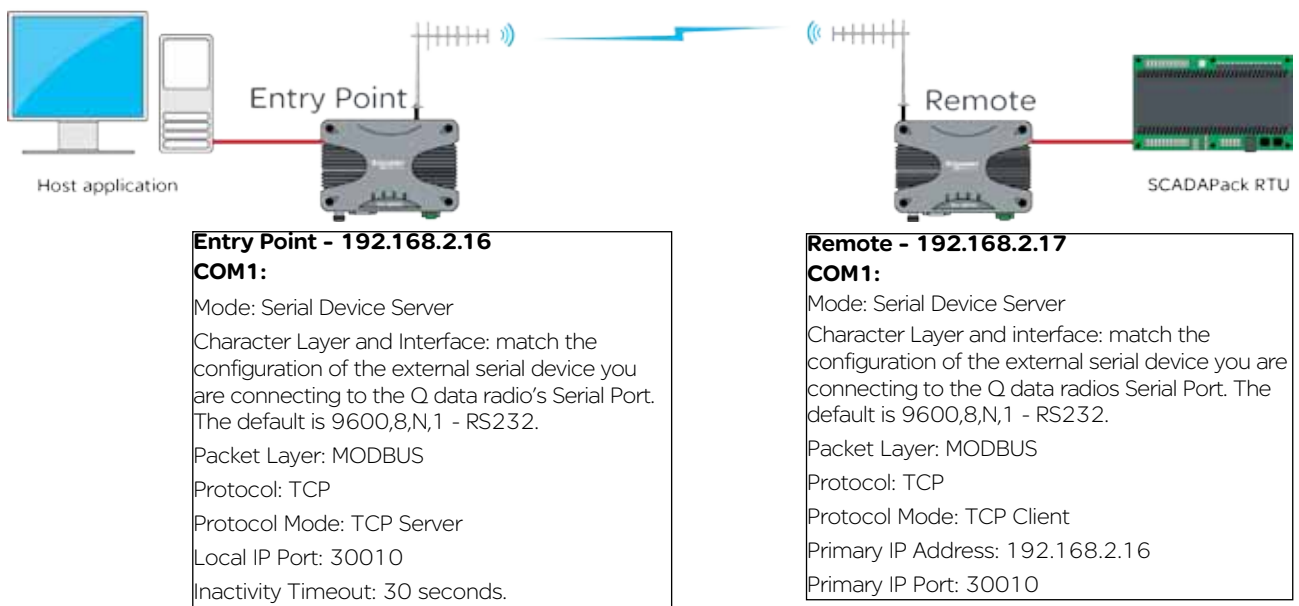 Entry Point
Remote
Host application
SCADAPack RTU
Entry Point - 192.168.2.16
COM1:
Mode: Serial Device Server
Character Layer and Interface: match the
configuration of the external serial device you
are connecting to the Q data radio's Serial Port.
The default is 9600,8,N,1 - RS232.
Packet Layer: MODBUS
Protocol: TCP
Protocol Mode: TCP Server
Local IP Port: 30010
Inactivity Timeout: 30 seconds.
Remote - 192.168.2.17
COM1:
Mode: Serial Device Server
Character Layer and interface: match the
configuration of the external serial device you are
connecting to the Q data radios Serial Port. The
default is 9600,8,N,1 - RS232.
Packet Layer: MODBUS
Protocol: TCP
Protocol Mode: TCP Client
Primary IP Address: 192.168.2.16
Primary IP Port: 30010